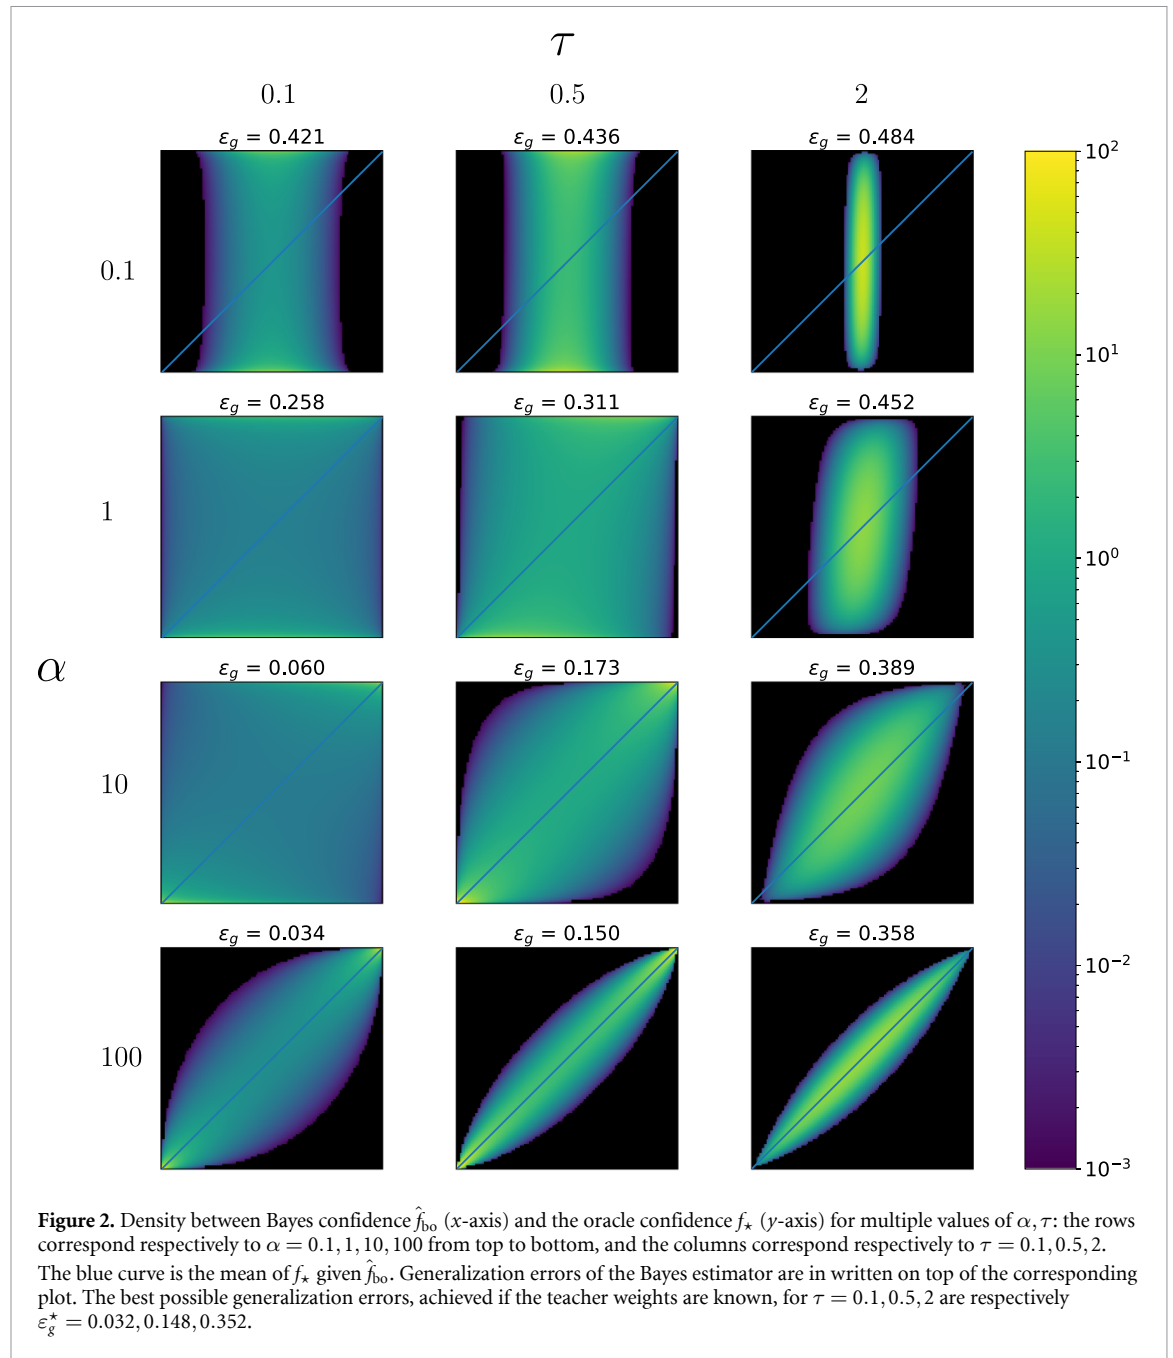 τ
0.1 0.5 2
ε_g = 0.421 ε_g = 0.436 ε_g = 0.484
10²
0.1
10¹
ε_g = 0.258 ε_g = 0.311 ε_g = 0.452
1
10⁰
α
ε_g = 0.060 ε_g = 0.173 ε_g = 0.389
10⁻¹
10
ε_g = 0.034 ε_g = 0.150 ε_g = 0.358
10⁻²
100
10⁻³
Figure 2. Density between Bayes confidence f̂_bo (x-axis) and the oracle confidence f⋆ (y-axis) for multiple values of α, τ: the rows
correspond respectively to α = 0.1, 1, 10, 100 from top to bottom, and the columns correspond respectively to τ = 0.1, 0.5, 2.
The blue curve is the mean of f⋆ given f̂_bo. Generalization errors of the Bayes estimator are in written on top of the corresponding
plot. The best possible generalization errors, achieved if the teacher weights are known, for τ = 0.1, 0.5, 2 are respectively
ε_g^⋆ = 0.032, 0.148, 0.352.